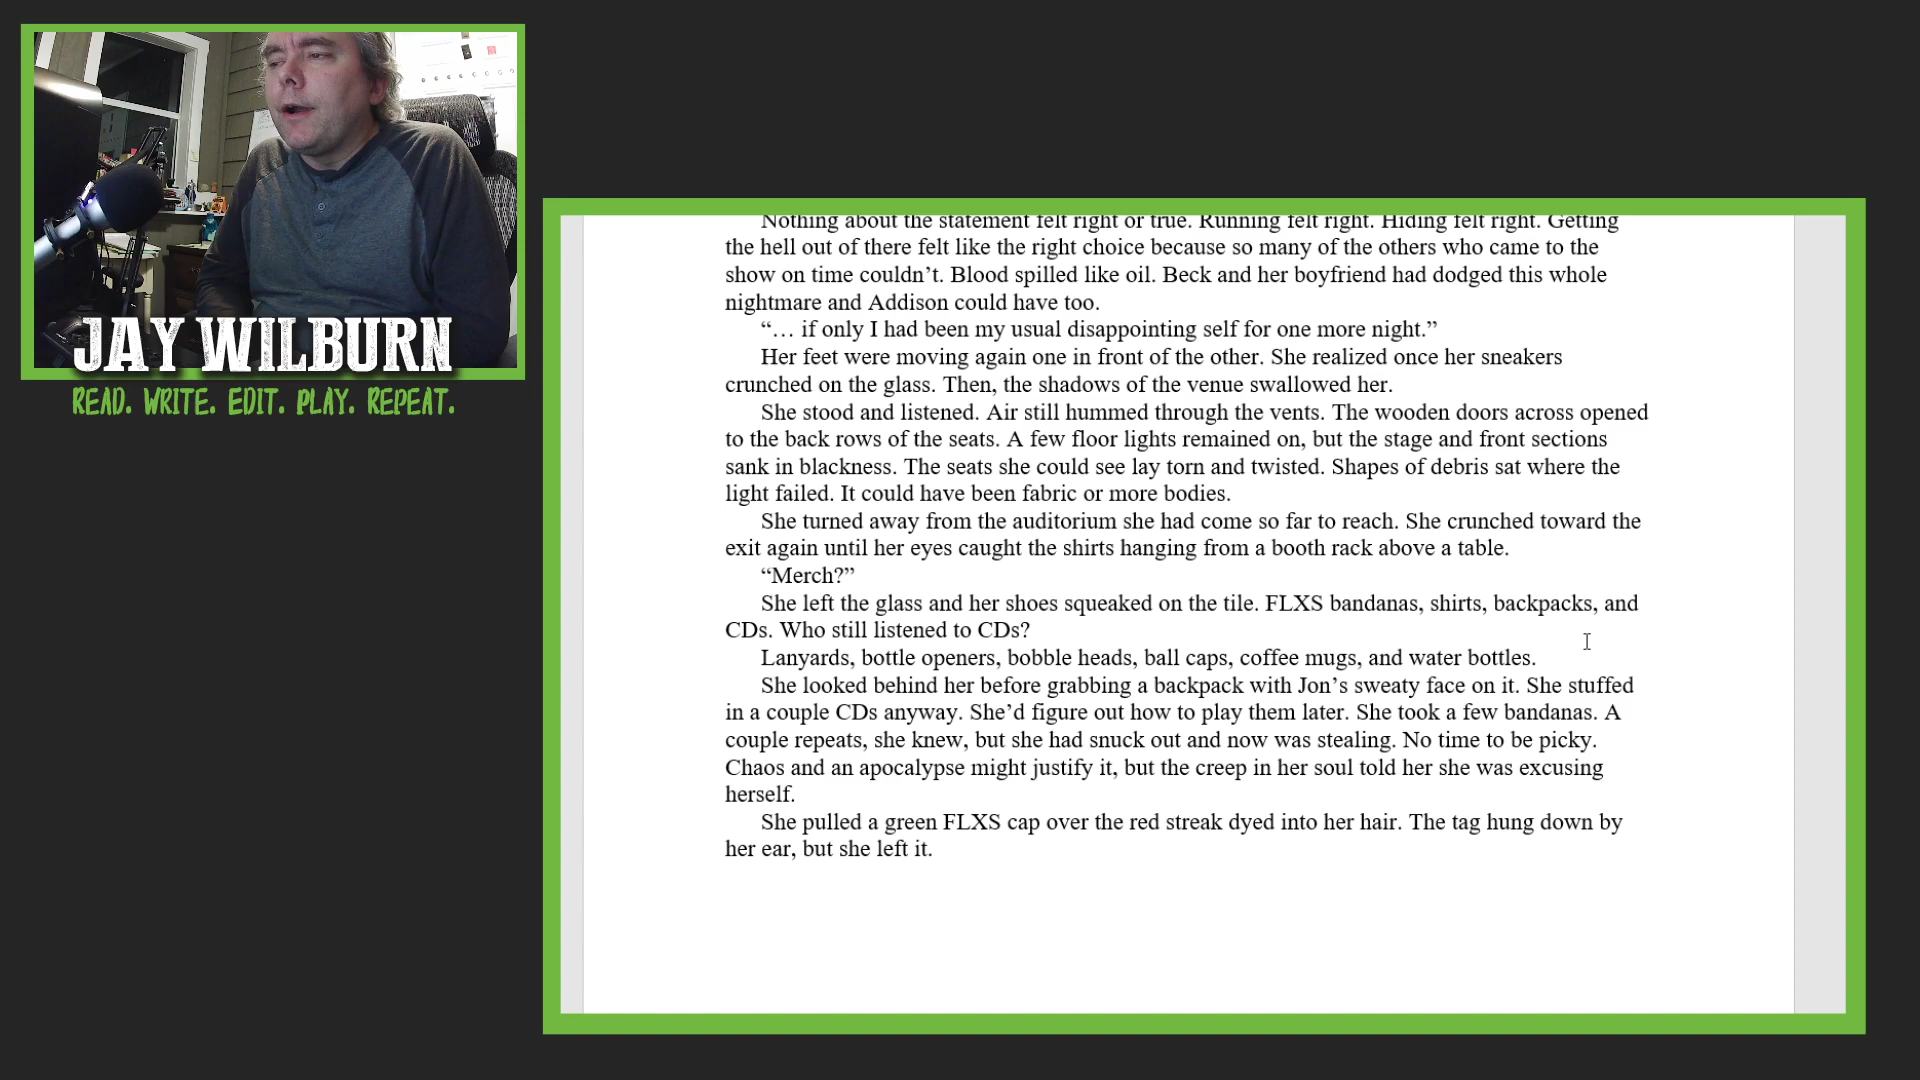 JAY WILBURN
READ. WRITE. EDIT. PLAY. REPEAT.
Nothing about the statement felt right or true. Running felt right. Hiding felt right. Getting
the hell out of there felt like the right choice because so many of the others who came to the
show on time couldn’t. Blood spilled like oil. Beck and her boyfriend had dodged this whole
nightmare and Addison could have too.
“… if only I had been my usual disappointing self for one more night.”
Her feet were moving again one in front of the other. She realized once her sneakers
crunched on the glass. Then, the shadows of the venue swallowed her.
She stood and listened. Air still hummed through the vents. The wooden doors across opened
to the back rows of the seats. A few floor lights remained on, but the stage and front sections
sank in blackness. The seats she could see lay torn and twisted. Shapes of debris sat where the
light failed. It could have been fabric or more bodies.
She turned away from the auditorium she had come so far to reach. She crunched toward the
exit again until her eyes caught the shirts hanging from a booth rack above a table.
“Merch?”
She left the glass and her shoes squeaked on the tile. FLXS bandanas, shirts, backpacks, and
CDs. Who still listened to CDs?
Lanyards, bottle openers, bobble heads, ball caps, coffee mugs, and water bottles.
She looked behind her before grabbing a backpack with Jon’s sweaty face on it. She stuffed
in a couple CDs anyway. She’d figure out how to play them later. She took a few bandanas. A
couple repeats, she knew, but she had snuck out and now was stealing. No time to be picky.
Chaos and an apocalypse might justify it, but the creep in her soul told her she was excusing
herself.
She pulled a green FLXS cap over the red streak dyed into her hair. The tag hung down by
her ear, but she left it.